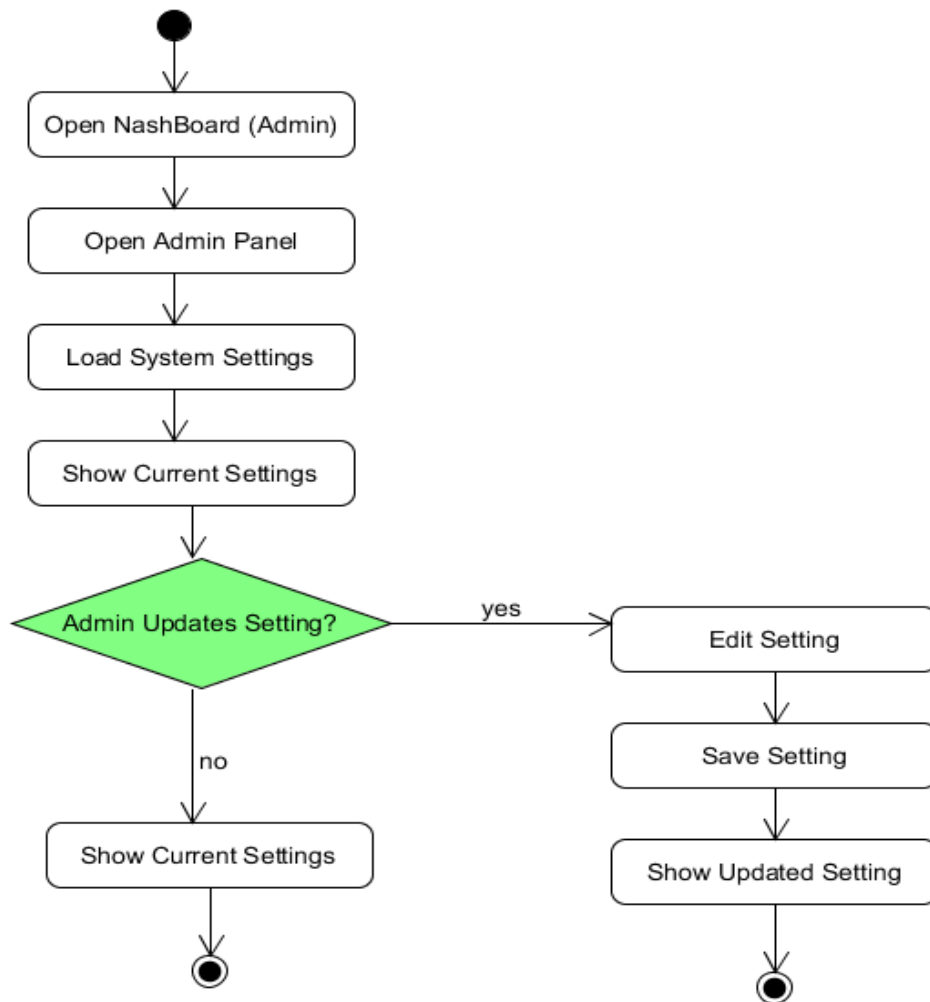 Open NashBoard (Admin)
Open Admin Panel
Load System Settings
Show Current Settings
Admin Updates Setting?
yes
Edit Setting
Save Setting
no
Show Current Settings
Show Updated Setting